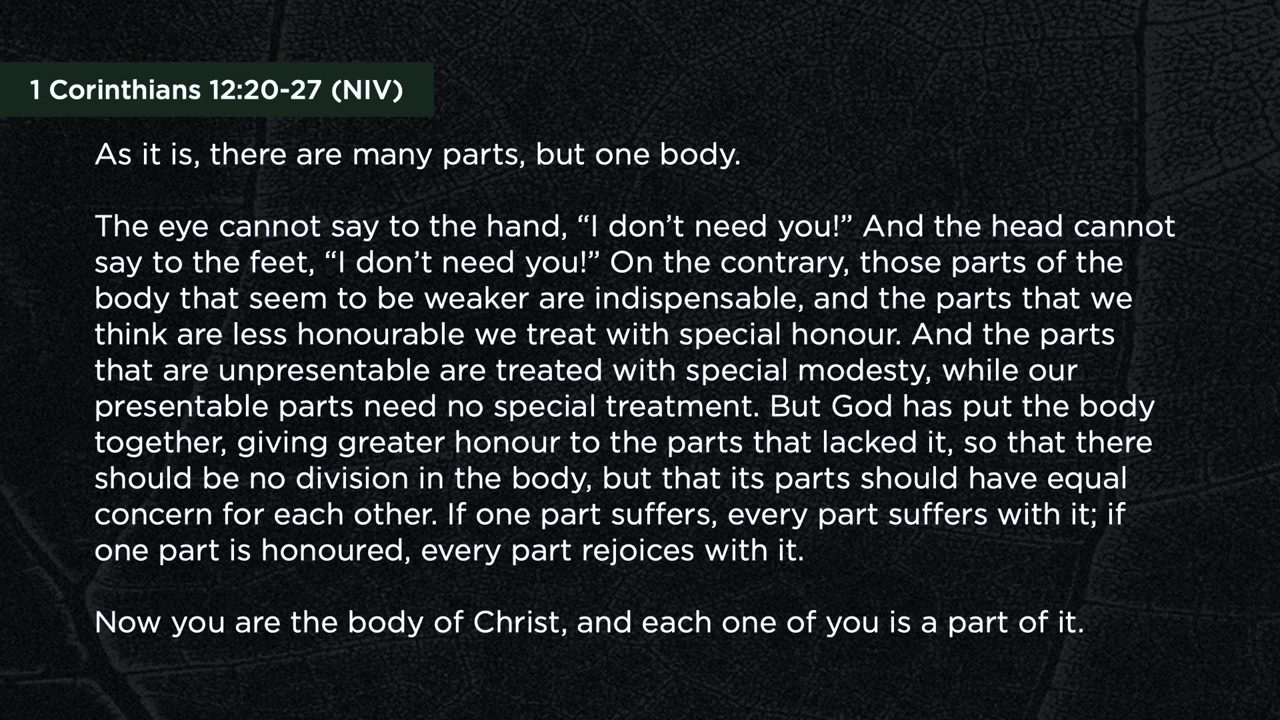 1 Corinthians 12:20-27 (NIV)
As it is, there are many parts, but one body.
The eye cannot say to the hand, “I don’t need you!” And the head cannot
say to the feet, “I don’t need you!” On the contrary, those parts of the
body that seem to be weaker are indispensable, and the parts that we
think are less honourable we treat with special honour. And the parts
that are unpresentable are treated with special modesty, while our
presentable parts need no special treatment. But God has put the body
together, giving greater honour to the parts that lacked it, so that there
should be no division in the body, but that its parts should have equal
concern for each other. If one part suffers, every part suffers with it; if
one part is honoured, every part rejoices with it.
Now you are the body of Christ, and each one of you is a part of it.